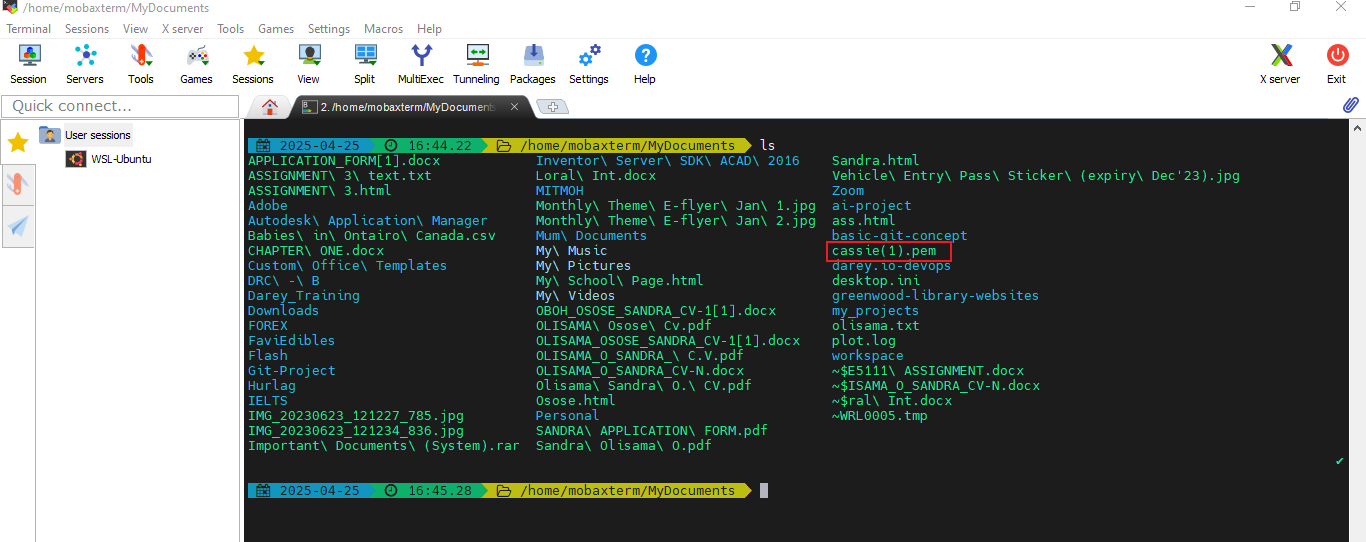 /home/mobaxterm/MyDocuments
Terminal Sessions View X server Tools Games Settings Macros Help
Session Servers Tools Games Sessions View Split MultiExec Tunneling Packages Settings Help X server Exit
Quick connect...
2. /home/mobaxterm/MyDocuments
User sessions
WSL-Ubuntu
2025-04-25 16:44.22 /home/mobaxterm/MyDocuments ls
APPLICATION_FORM[1].docx Inventor\ Server\ SDK\ ACAD\ 2016 Sandra.html
ASSIGNMENT\ 3\ text.txt Loral\ Int.docx Vehicle\ Entry\ Pass\ Sticker\ (expiry\ Dec'23).jpg
ASSIGNMENT\ 3.html MITMOH Zoom
Adobe Monthly\ Theme\ E-flyer\ Jan\ 1.jpg ai-project
Autodesk\ Application\ Manager Monthly\ Theme\ E-flyer\ Jan\ 2.jpg ass.html
Babies\ in\ Ontairo\ Canada.csv Mum\ Documents basic-git-concept
CHAPTER\ ONE.docx My\ Music cassie(1).pem
Custom\ Office\ Templates My\ Pictures darey.io-devops
DRC\ -\ B My\ School\ Page.html desktop.ini
Darey_Training My\ Videos greenwood-library-websites
Downloads OBOH_OSOSE_SANDRA_CV-1[1].docx my_projects
FOREX OLISAMA\ Osose\ Cv.pdf olisama.txt
FaviEdibles OLISAMA_OSOSE_SANDRA_CV-1[1].docx plot.log
Flash OLISAMA_O_SANDRA_\ C.V.pdf workspace
Git-Project OLISAMA_O_SANDRA_CV-N.docx ~$E5111\ ASSIGNMENT.docx
Hurlag Olisama\ Sandra\ O.\ CV.pdf ~$ISAMA_O_SANDRA_CV-N.docx
IELTS Osose.html ~$ral\ Int.docx
IMG_20230623_121227_785.jpg Personal ~WRL0005.tmp
IMG_20230623_121234_836.jpg SANDRA\ APPLICATION\ FORM.pdf
Important\ Documents\ (System).rar Sandra\ Olisama\ O.pdf
2025-04-25 16:45.28 /home/mobaxterm/MyDocuments